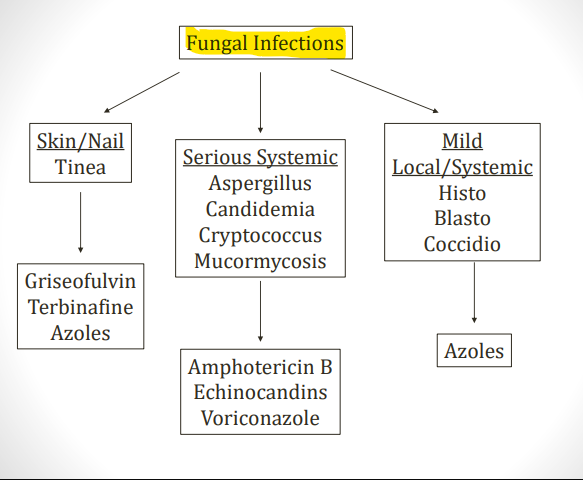 Fungal Infections
Skin/Nail
Tinea
Serious Systemic
Aspergillus
Candidemia
Cryptococcus
Mucormycosis
Mild
Local/Systemic
Histo
Blasto
Coccidio
Griseofulvin
Terbinafine
Azoles
Amphotericin B
Echinocandins
Voriconazole
Azoles